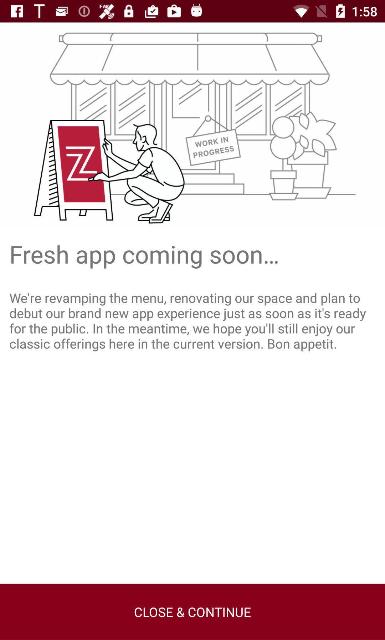 1:58
WORK IN
PROGRESS
Fresh app coming soon...
We're revamping the menu, renovating our space and plan to
debut our brand new app experience just as soon as it's ready
for the public. In the meantime, we hope you'll still enjoy our
classic offerings here in the current version. Bon appetit.
CLOSE & CONTINUE